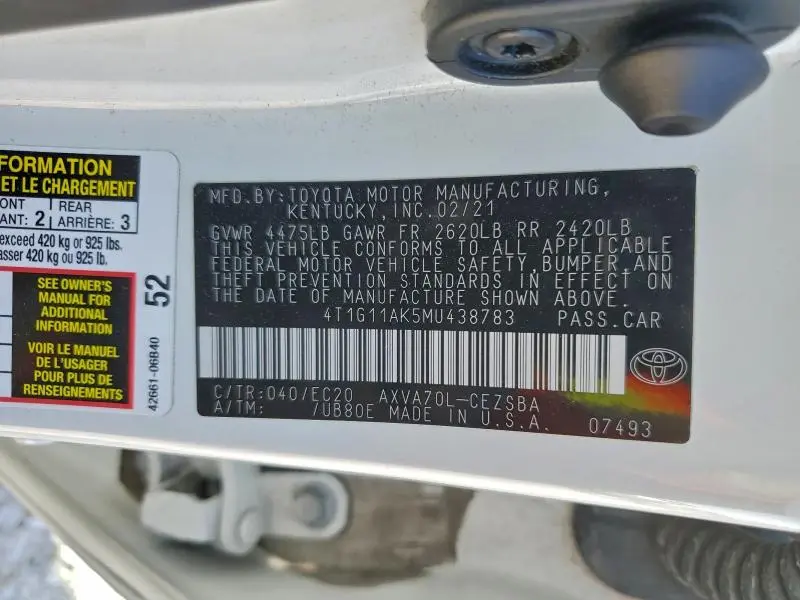 FORMATION
ET LE CHARGEMENT
ONT REAR
ANT: 2 ARRIÈRE: 3
exceed 420 kg or 925 lbs.
asser 420 kg ou 925 lb.
SEE OWNER'S
MANUAL FOR
ADDITIONAL
INFORMATION
VOIR LE MANUEL
DE L'USAGER
POUR PLUS DE
RENSEIGNEMENTS
52
42661-06B40
MFD.BY:TOYOTA MOTOR MANUFACTURING,
KENTUCKY,INC.02/21
GVWR 4475LB GAWR FR 2620LB RR 2420LB
THIS VEHICLE CONFORMS TO ALL APPLICABLE
FEDERAL MOTOR VEHICLE SAFETY,BUMPER,AND
THEFT PREVENTION STANDARDS IN EFFECT ON
THE DATE OF MANUFACTURE SHOWN ABOVE.
4T1G11AK5MU438783 PASS.CAR
C/TR:040/EC20 AXVA70L-CEZSBA
A/TM: /UB80E MADE IN U.S.A. 07493